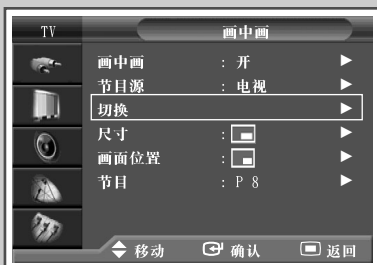 TV 画中画
画中画 : 开
节目源 : 电视
切换
尺寸 :
画面位置 :
节目 : P 8
移动 确认 返回